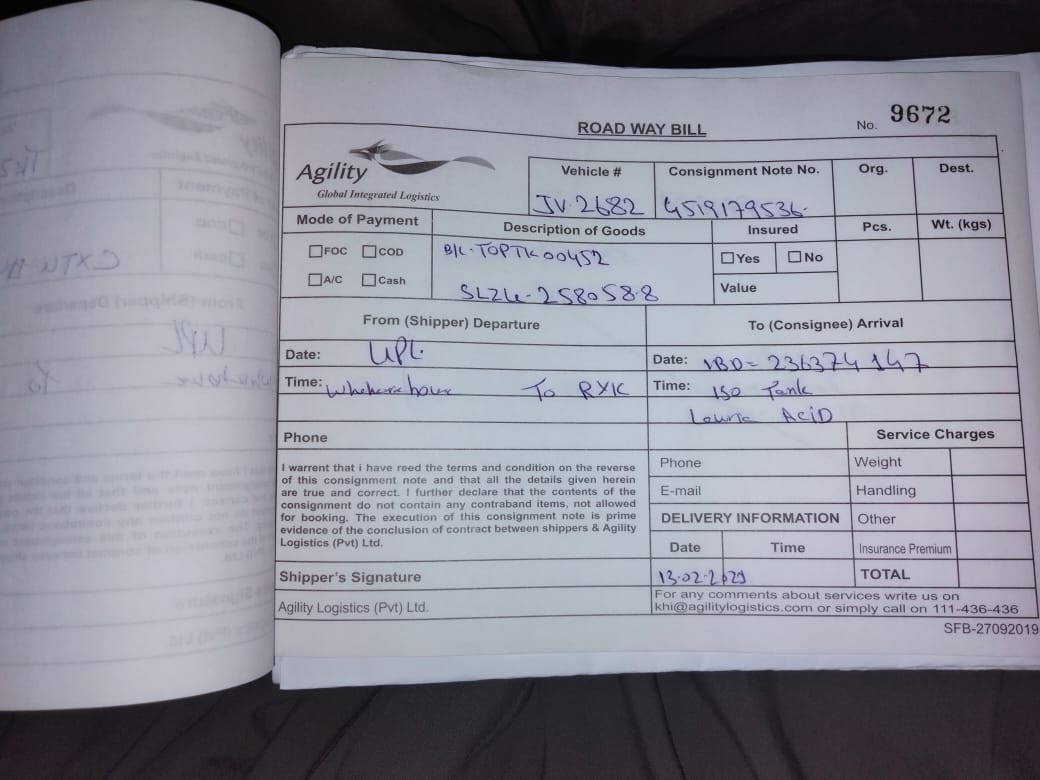 ROAD WAY BILL
No. 9672
Agility
Global Integrated Logistics
Vehicle #
Consignment Note No.
Org.
Dest.
JV.2682
4519179536.
Mode of Payment
Description of Goods
Insured
Pcs.
Wt. (kgs)
FOC
COD
B/L.TOPTK00452
Yes
No
A/C
Cash
SLZU-258058.8
Value
From (Shipper) Departure
To (Consignee) Arrival
Date: UPL.
Date: IBD = 236374147
Time: To RYK
Time: ISO Tank
Lauric ACiD
Phone
Service Charges
I warrent that i have reed the terms and condition on the reverse
of this consignment note and that all the details given herein
are true and correct. I further declare that the contents of the
consignment do not contain any contraband items, not allowed
for booking. The execution of this consignment note is prime
evidence of the conclusion of contract between shippers & Agility
Logistics (Pvt) Ltd.
Phone
Weight
E-mail
Handling
DELIVERY INFORMATION
Other
Date
Time
Insurance Premium
Shipper's Signature
13.02.2021
TOTAL
Agility Logistics (Pvt) Ltd.
For any comments about services write us on
khi@agilitylogistics.com or simply call on 111-436-436
SFB-27092019